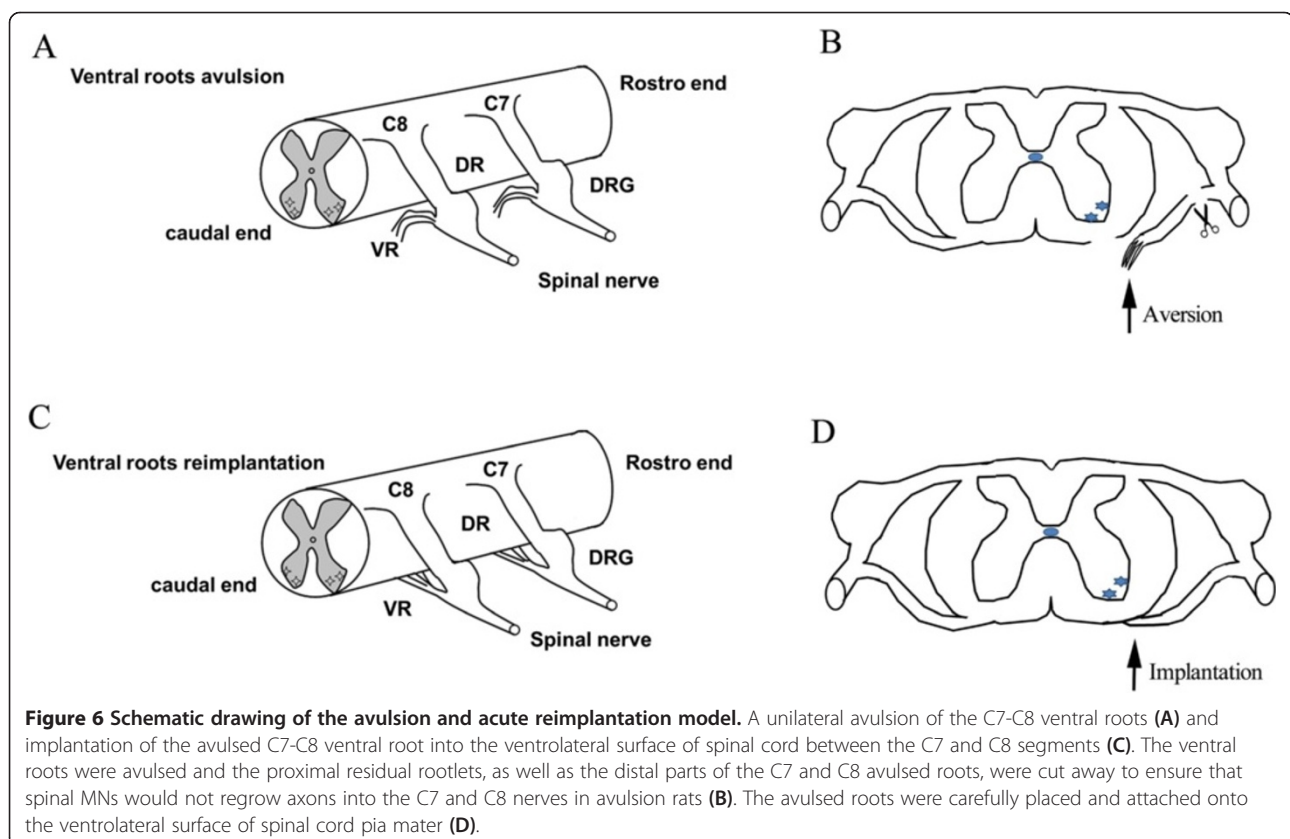 A
Ventral roots avulsion
Rostro end
C7
C8
DR
DRG
caudal end
VR
Spinal nerve
B
Aversion
C
Ventral roots reimplantation
Rostro end
C7
C8
DR
DRG
caudal end
VR
Spinal nerve
D
Implantation
Figure 6 Schematic drawing of the avulsion and acute reimplantation model. A unilateral avulsion of the C7-C8 ventral roots (A) and
implantation of the avulsed C7-C8 ventral root into the ventrolateral surface of spinal cord between the C7 and C8 segments (C). The ventral
roots were avulsed and the proximal residual rootlets, as well as the distal parts of the C7 and C8 avulsed roots, were cut away to ensure that
spinal MNs would not regrow axons into the C7 and C8 nerves in avulsion rats (B). The avulsed roots were carefully placed and attached onto
the ventrolateral surface of spinal cord pia mater (D).